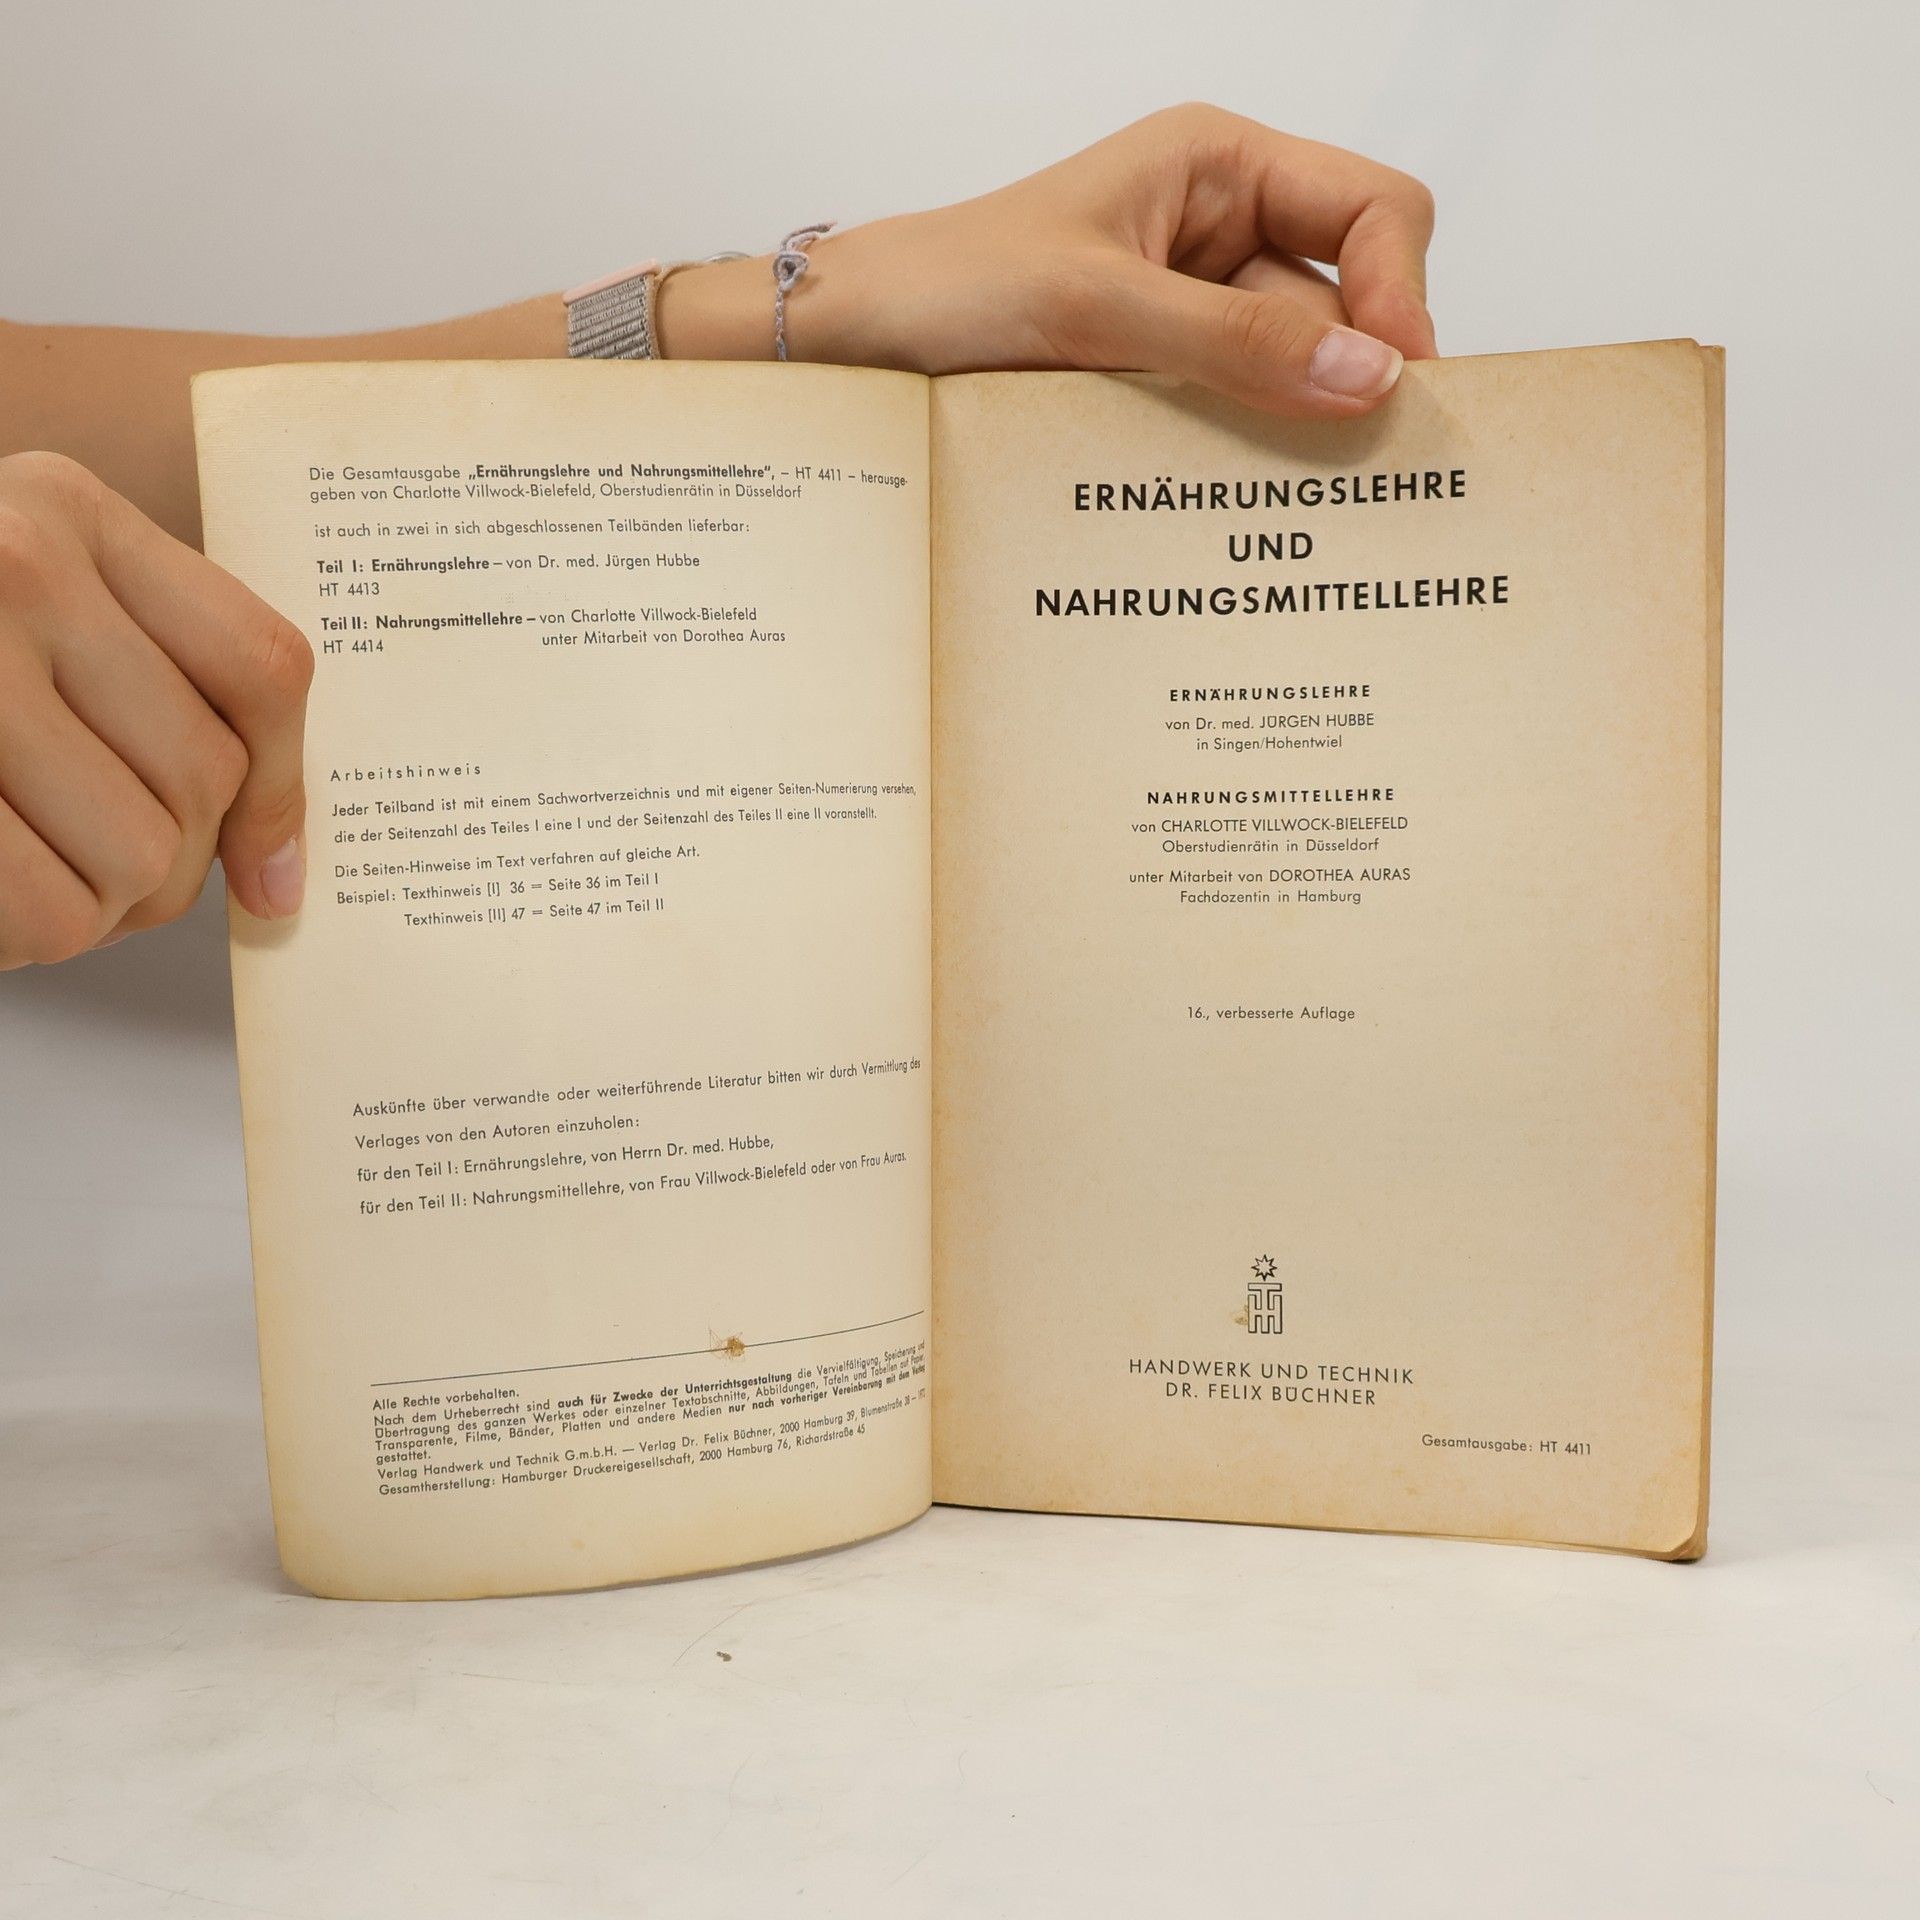 Die Gesamtausgabe „Ernährungslehre und Nahrungsmittellehre“, – HT 4411 – herausge-
geben von Charlotte Villwock-Bielefeld, Oberstudienrätin in Düsseldorf
ist auch in zwei in sich abgeschlossenen Teilbänden lieferbar:
Teil I: Ernährungslehre – von Dr. med. Jürgen Hubbe
HT 4413
Teil II: Nahrungsmittellehre – von Charlotte Villwock-Bielefeld
HT 4414 unter Mitarbeit von Dorothea Auras
Arbeitshinweis
Jeder Teilband ist mit einem Sachwortverzeichnis und mit eigener Seiten-Numerierung versehen,
die der Seitenzahl des Teiles I eine I und der Seitenzahl des Teiles II eine II voranstellt.
Die Seiten-Hinweise im Text verfahren auf gleiche Art.
Beispiel: Texthinweis [I] 36 = Seite 36 im Teil I
Texthinweis [II] 47 = Seite 47 im Teil II
Auskünfte über verwandte oder weiterführende Literatur bitten wir durch Vermittlung des
Verlages von den Autoren einzuholen:
für den Teil I: Ernährungslehre, von Herrn Dr. med. Hubbe,
für den Teil II: Nahrungsmittellehre, von Frau Villwock-Bielefeld oder von Frau Auras.
Alle Rechte vorbehalten.
Nach dem Urheberrecht sind auch für Zwecke der Unterrichtsgestaltung die Vervielfältigung, Speicherung und
Übertragung des ganzen Werkes oder einzelner Textabschnitte, Abbildungen, Tafeln und Tabellen auf Papier,
Transparente, Filme, Bänder, Platten und andere Medien nur nach vorheriger Vereinbarung mit dem Verlag
gestattet.
Verlag Handwerk und Technik G.m.b.H. — Verlag Dr. Felix Büchner, 2000 Hamburg 39, Blumenstraße 38 —
Gesamtherstellung: Hamburger Druckereigesellschaft, 2000 Hamburg 76, Richardstraße 45
ERNÄHRUNGSLEHRE
UND
NAHRUNGSMITTELLEHRE
ERNÄHRUNGSLEHRE
von Dr. med. JÜRGEN HUBBE
in Singen/Hohentwiel
NAHRUNGSMITTELLEHRE
von CHARLOTTE VILLWOCK-BIELEFELD
Oberstudienrätin in Düsseldorf
unter Mitarbeit von DOROTHEA AURAS
Fachdozentin in Hamburg
16., verbesserte Auflage
HANDWERK UND TECHNIK
DR. FELIX BÜCHNER
Gesamtausgabe: HT 4411